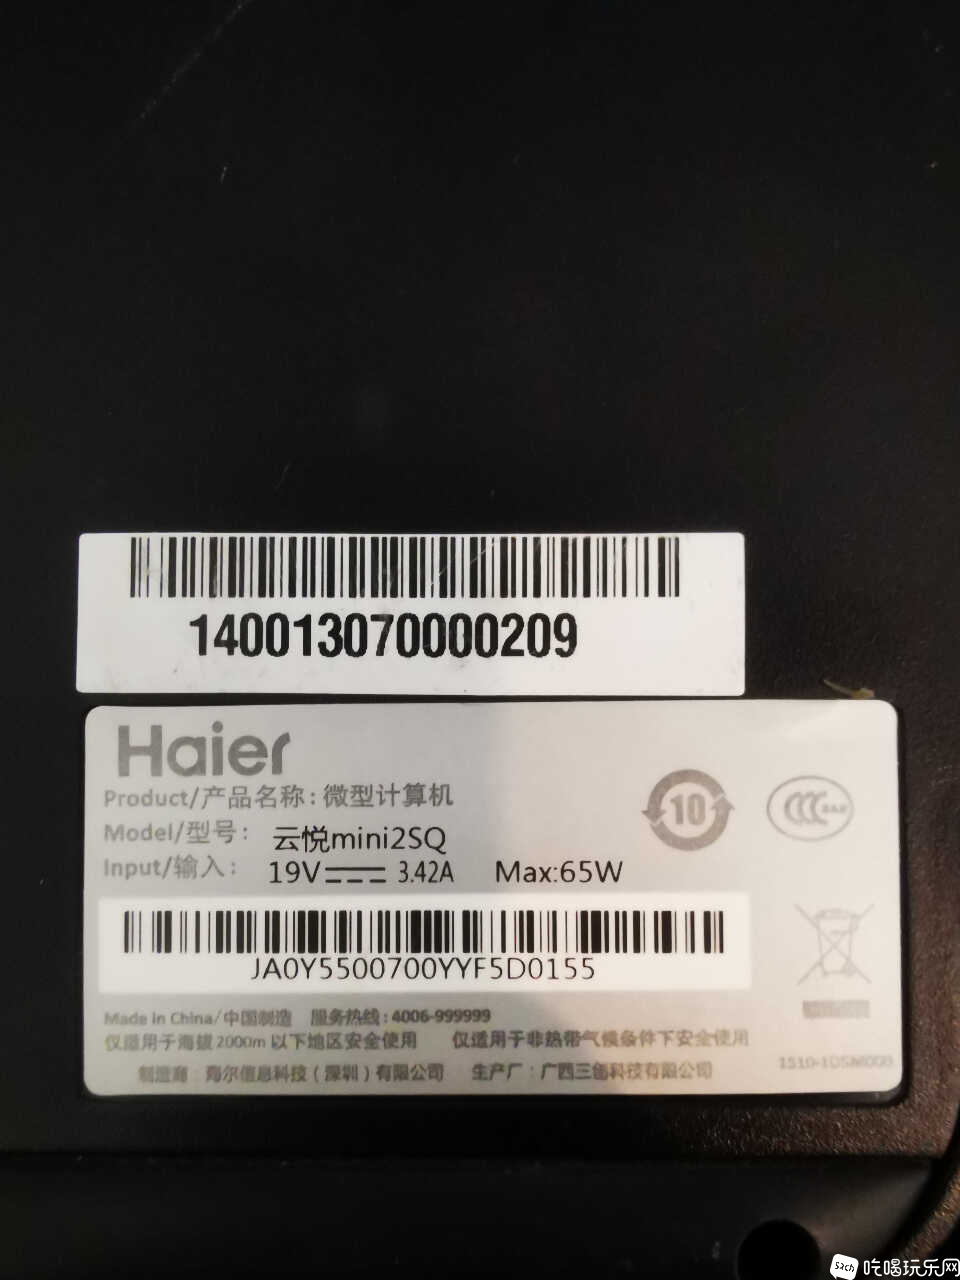 140013070000209
Haier
Product/产品名称：微型计算机
Model/型号： 云悦mini2SQ
Input/输入： 19V 3.42A Max:65W
10
CCC
JA0Y5500700YYF5D0155
Made in China/中国制造 服务热线：4006-999999
仅适用于海拔2000m以下地区安全使用 仅适用于非热带气候条件下安全使用
制造商：海尔信息科技（深圳）有限公司 生产厂：广西三创科技有限公司
sqch 吃喝玩乐网